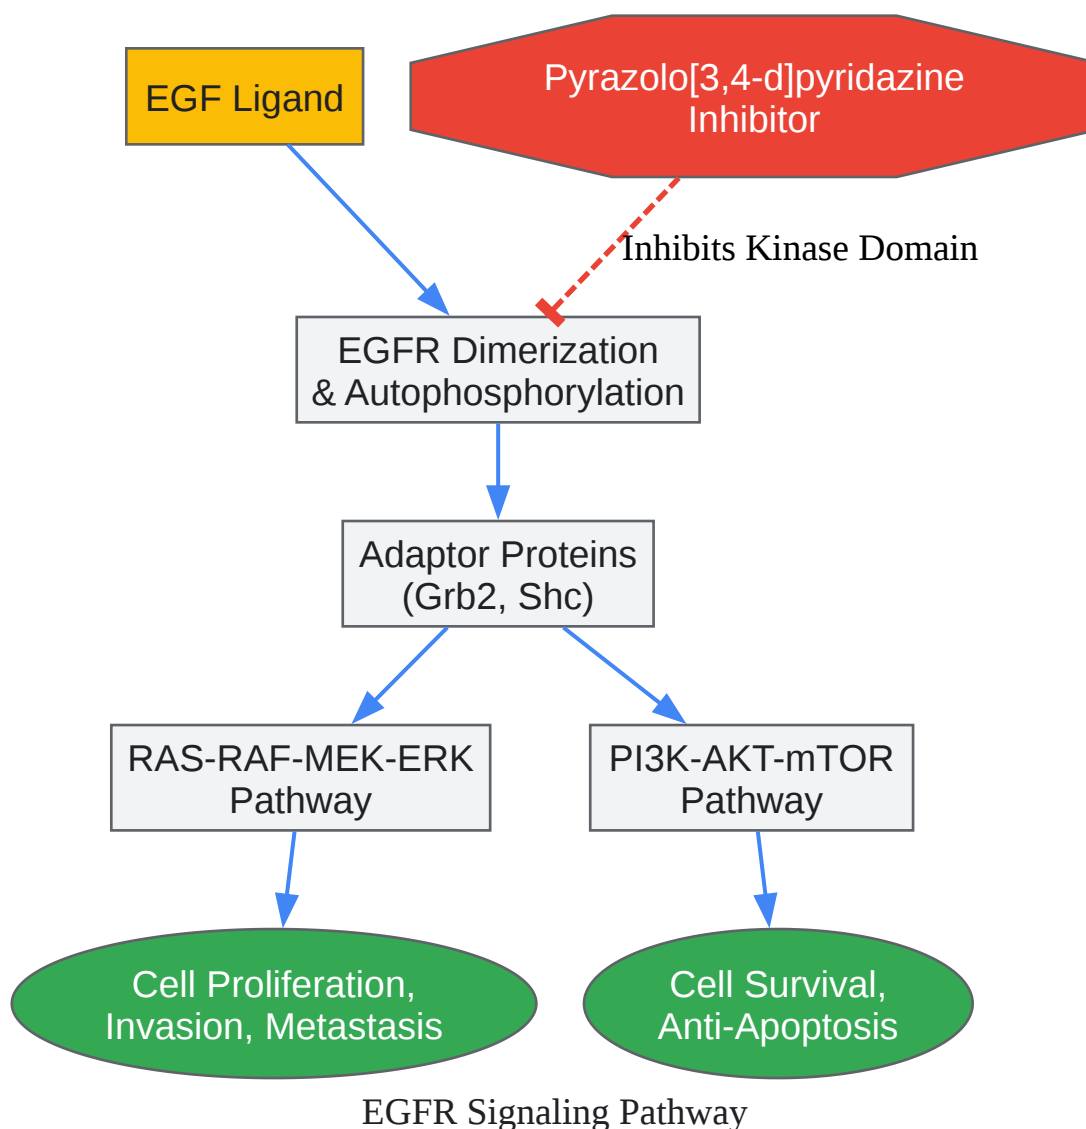 EGF Ligand
Pyrazolo[3,4-d]pyridazine
Inhibitor
Inhibits Kinase Domain
EGFR Dimerization
& Autophosphorylation
Adaptor Proteins
(Grb2, Shc)
RAS-RAF-MEK-ERK
Pathway
PI3K-AKT-mTOR
Pathway
Cell Proliferation,
Invasion, Metastasis
Cell Survival,
Anti-Apoptosis
EGFR Signaling Pathway